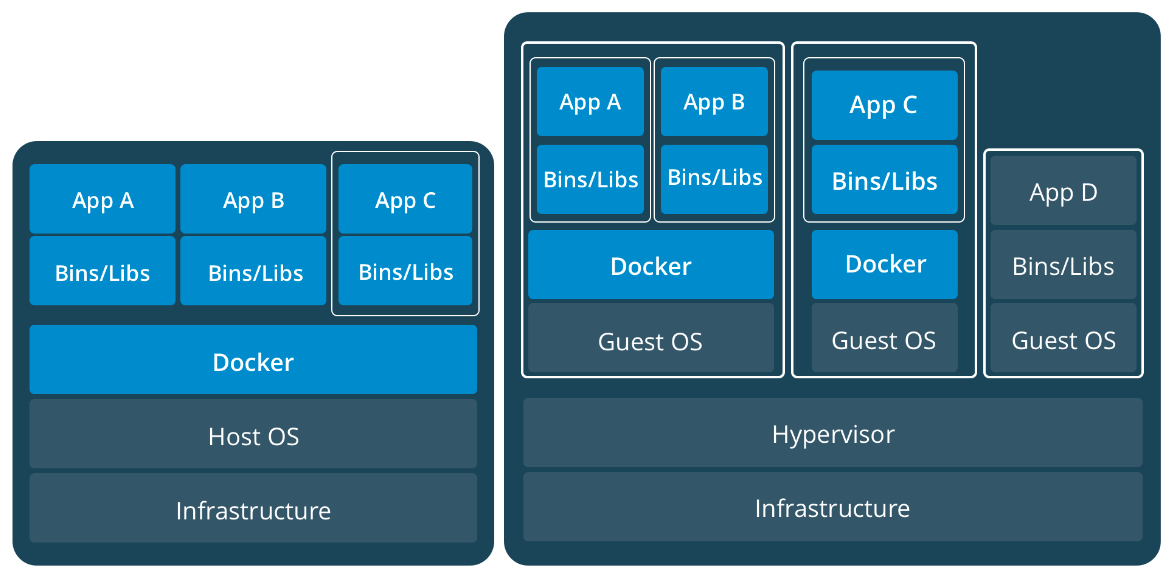 App A
App B
App C
Bins/Libs
Bins/Libs
Bins/Libs
Docker
Host OS
Infrastructure
App A
App B
Bins/Libs
Bins/Libs
Docker
Guest OS
App C
Bins/Libs
Docker
Guest OS
App D
Bins/Libs
Guest OS
Hypervisor
Infrastructure